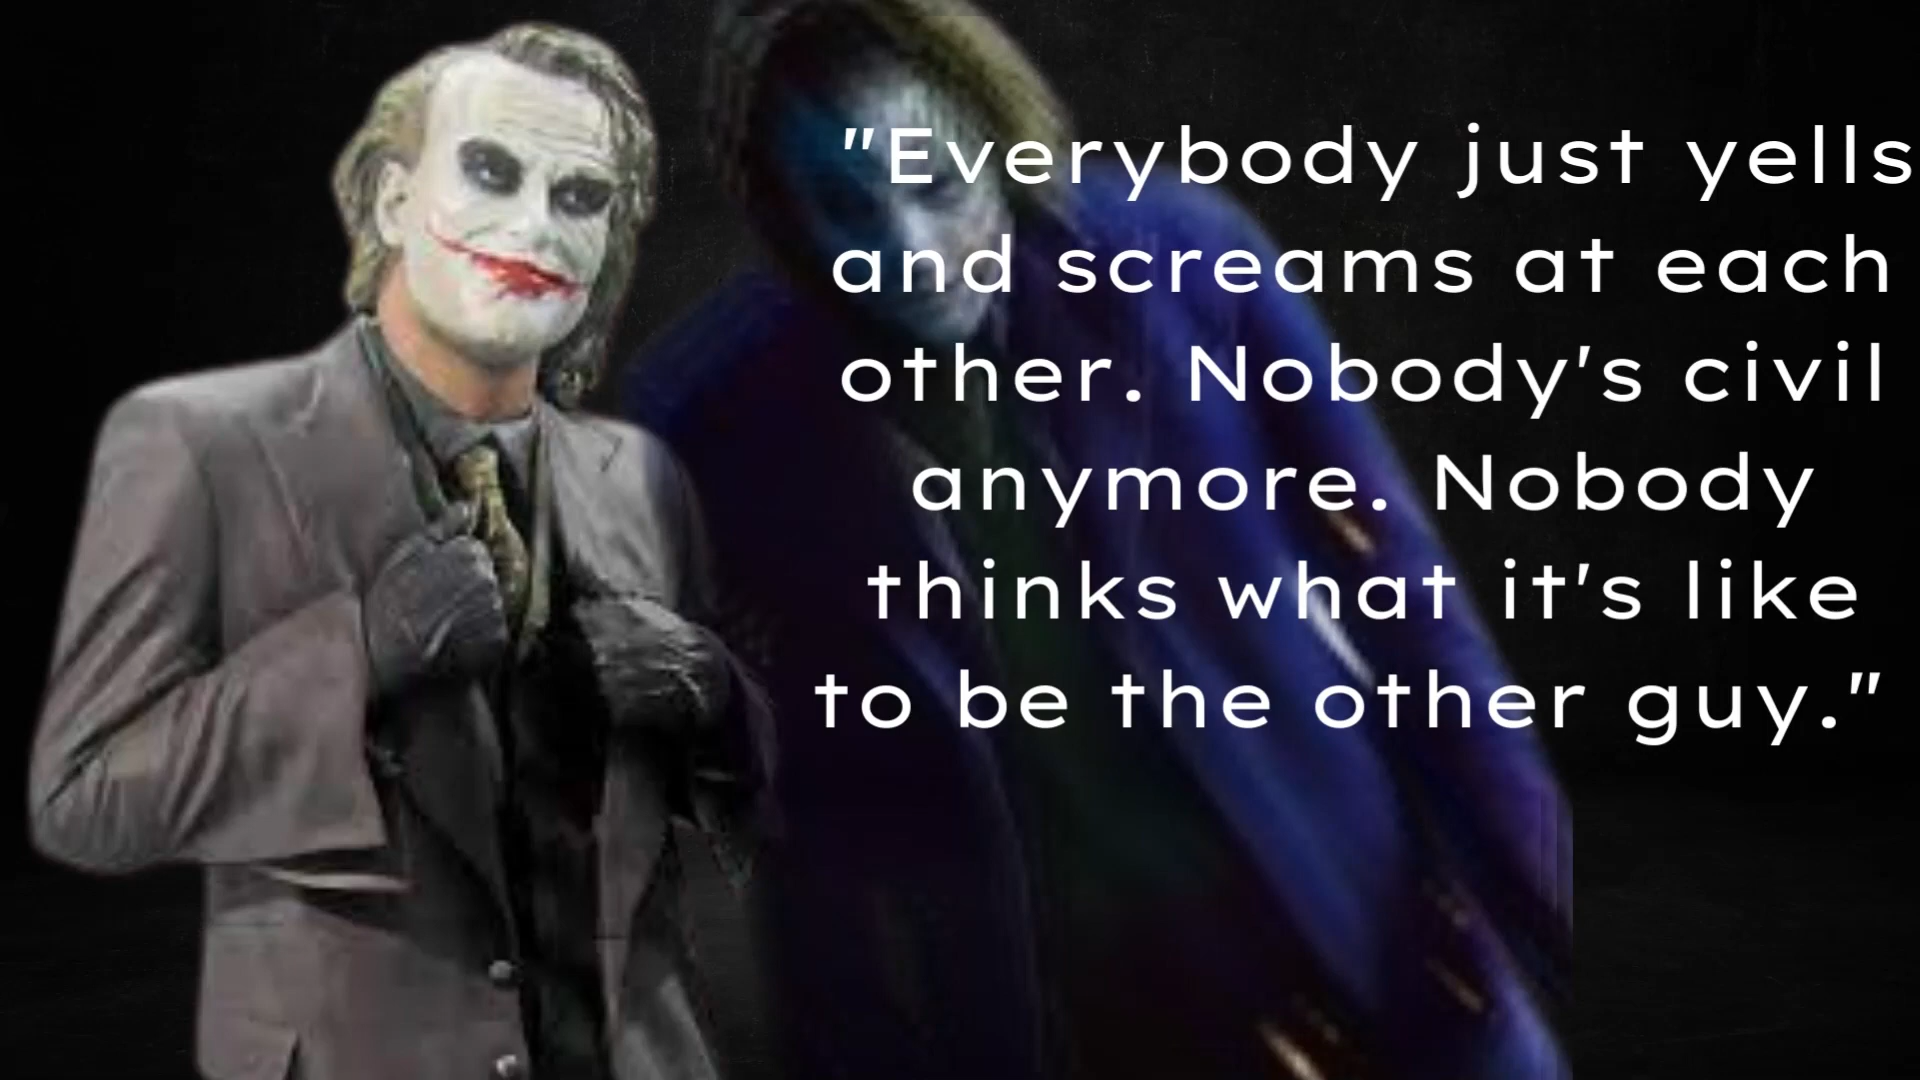 "Everybody just yells
and screams at each
other. Nobody's civil
anymore. Nobody
thinks what it's like
to be the other guy."